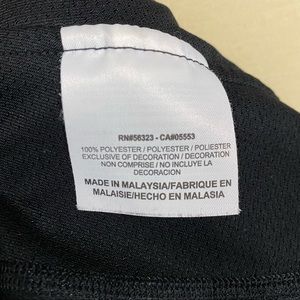 RN#56323 - CA#05553
100% POLYESTER / POLYESTER / POLIESTER
EXCLUSIVE OF DECORATION / DECORATION
NON COMPRISE / NO INCLUYE LA
DECORACION
MADE IN MALAYSIA/FABRIQUE EN
MALAISIE/HECHO EN MALASIA